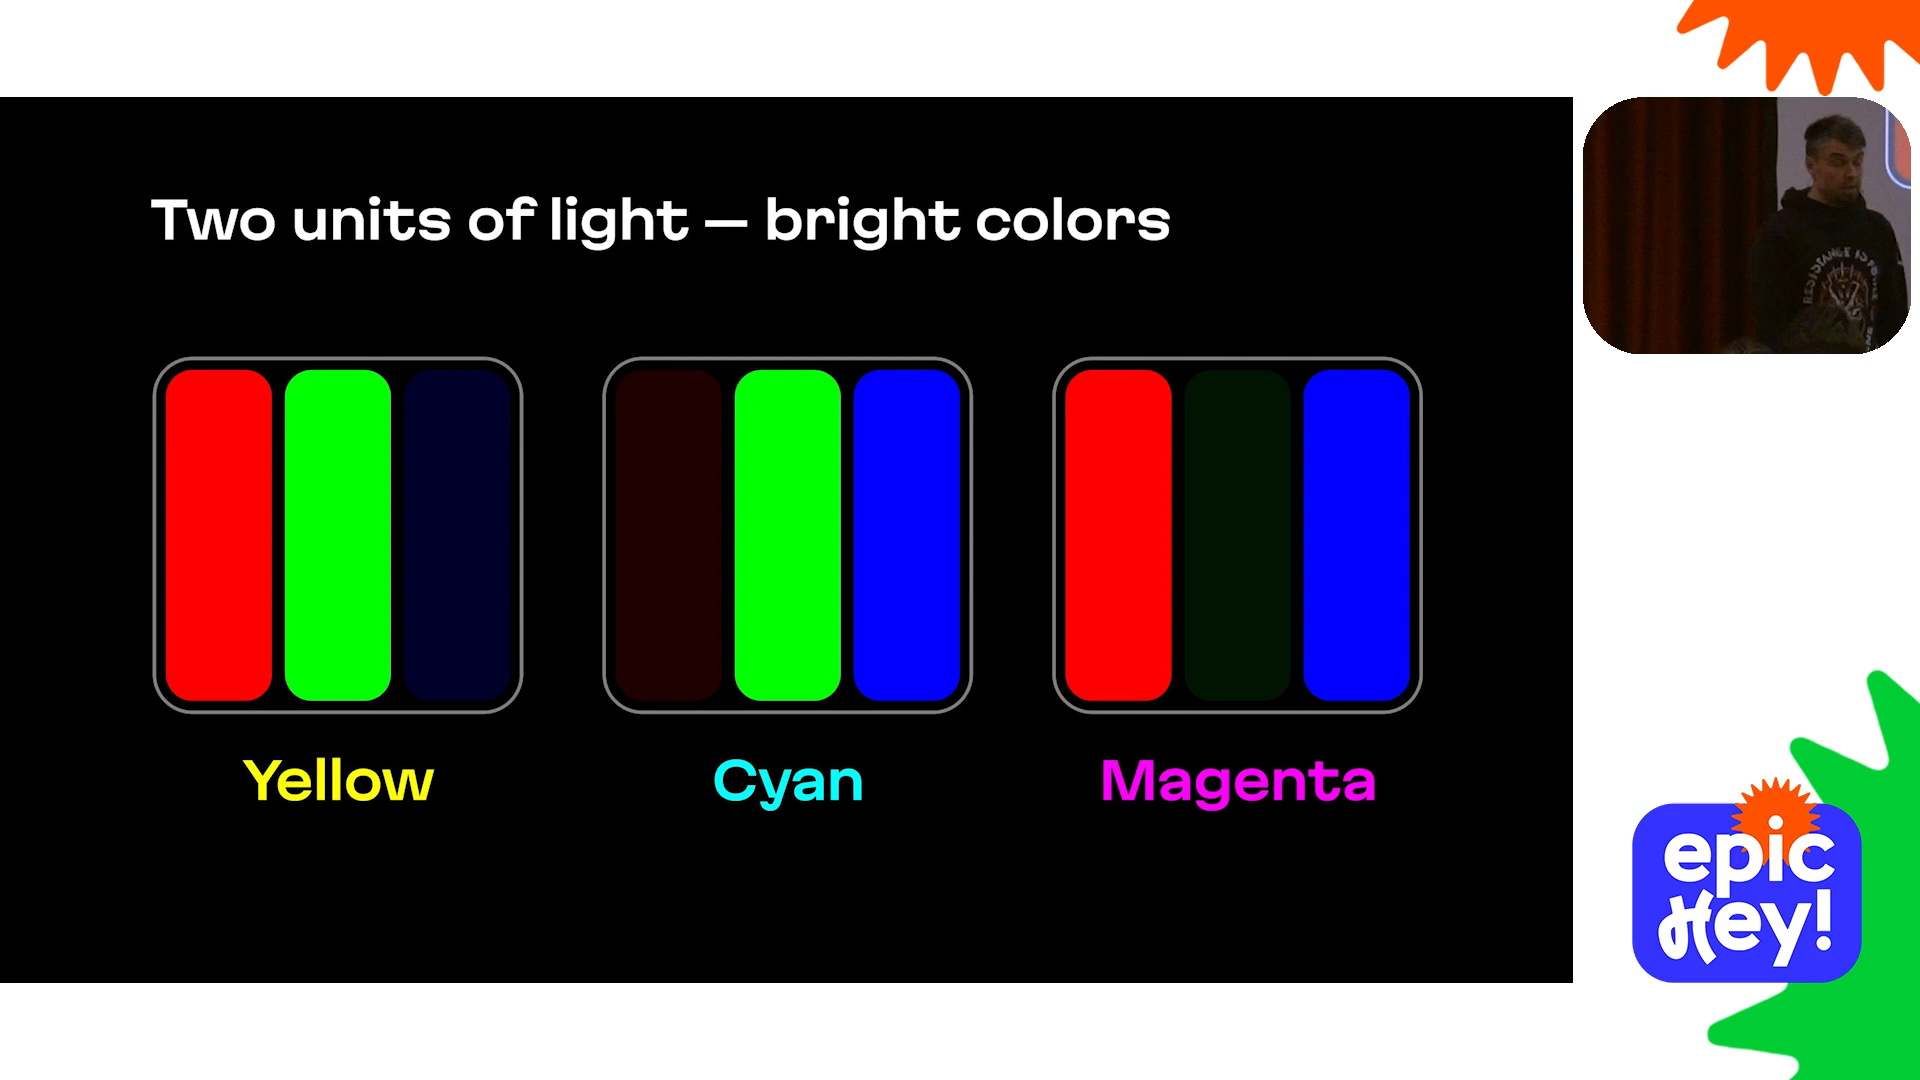 Two units of light — bright colors
Yellow
Cyan
Magenta
epic
Hey!